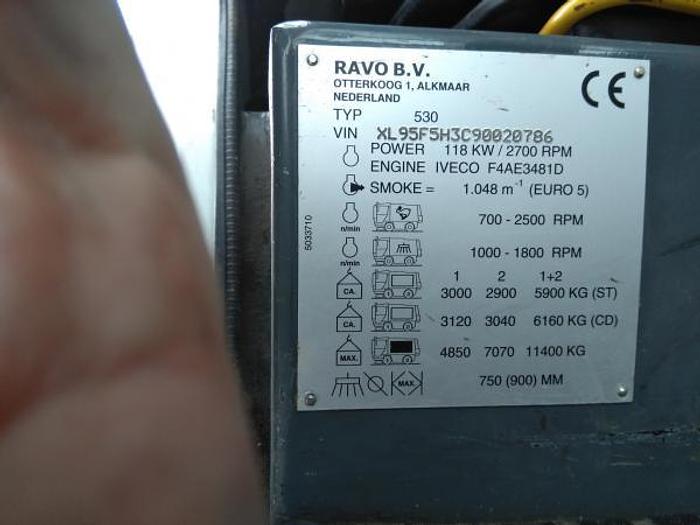 RAVO B.V.
OTTERKOOG 1, ALKMAAR
NEDERLAND
CE
TYP 530
VIN XL95F5H3C90020786
POWER 118 KW / 2700 RPM
ENGINE IVECO F4AE3481D
SMOKE = 1.048 m⁻¹ (EURO 5)
n/min 700 - 2500 RPM
n/min 1000 - 1800 RPM
1 2 1+2
CA. 3000 2900 5900 KG (ST)
CA. 3120 3040 6160 KG (CD)
MAX. 4850 7070 11400 KG
MAX. 750 (900) MM
5033710